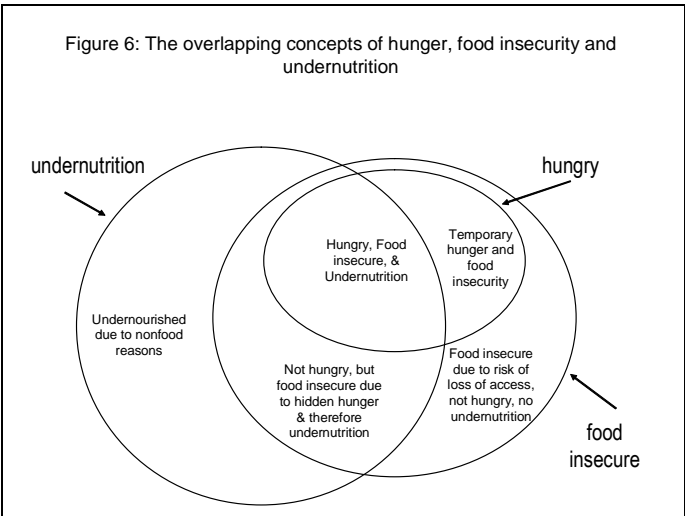 Figure 6: The overlapping concepts of hunger, food insecurity and
undernutrition
undernutrition
hungry
Hungry, Food
insecure, &
Undernutrition
Temporary
hunger and
food
insecurity
Undernourished
due to nonfood
reasons
Not hungry, but
food insecure due
to hidden hunger
& therefore
undernutrition
Food insecure
due to risk of
loss of access,
not hungry, no
undernutrition
food
insecure